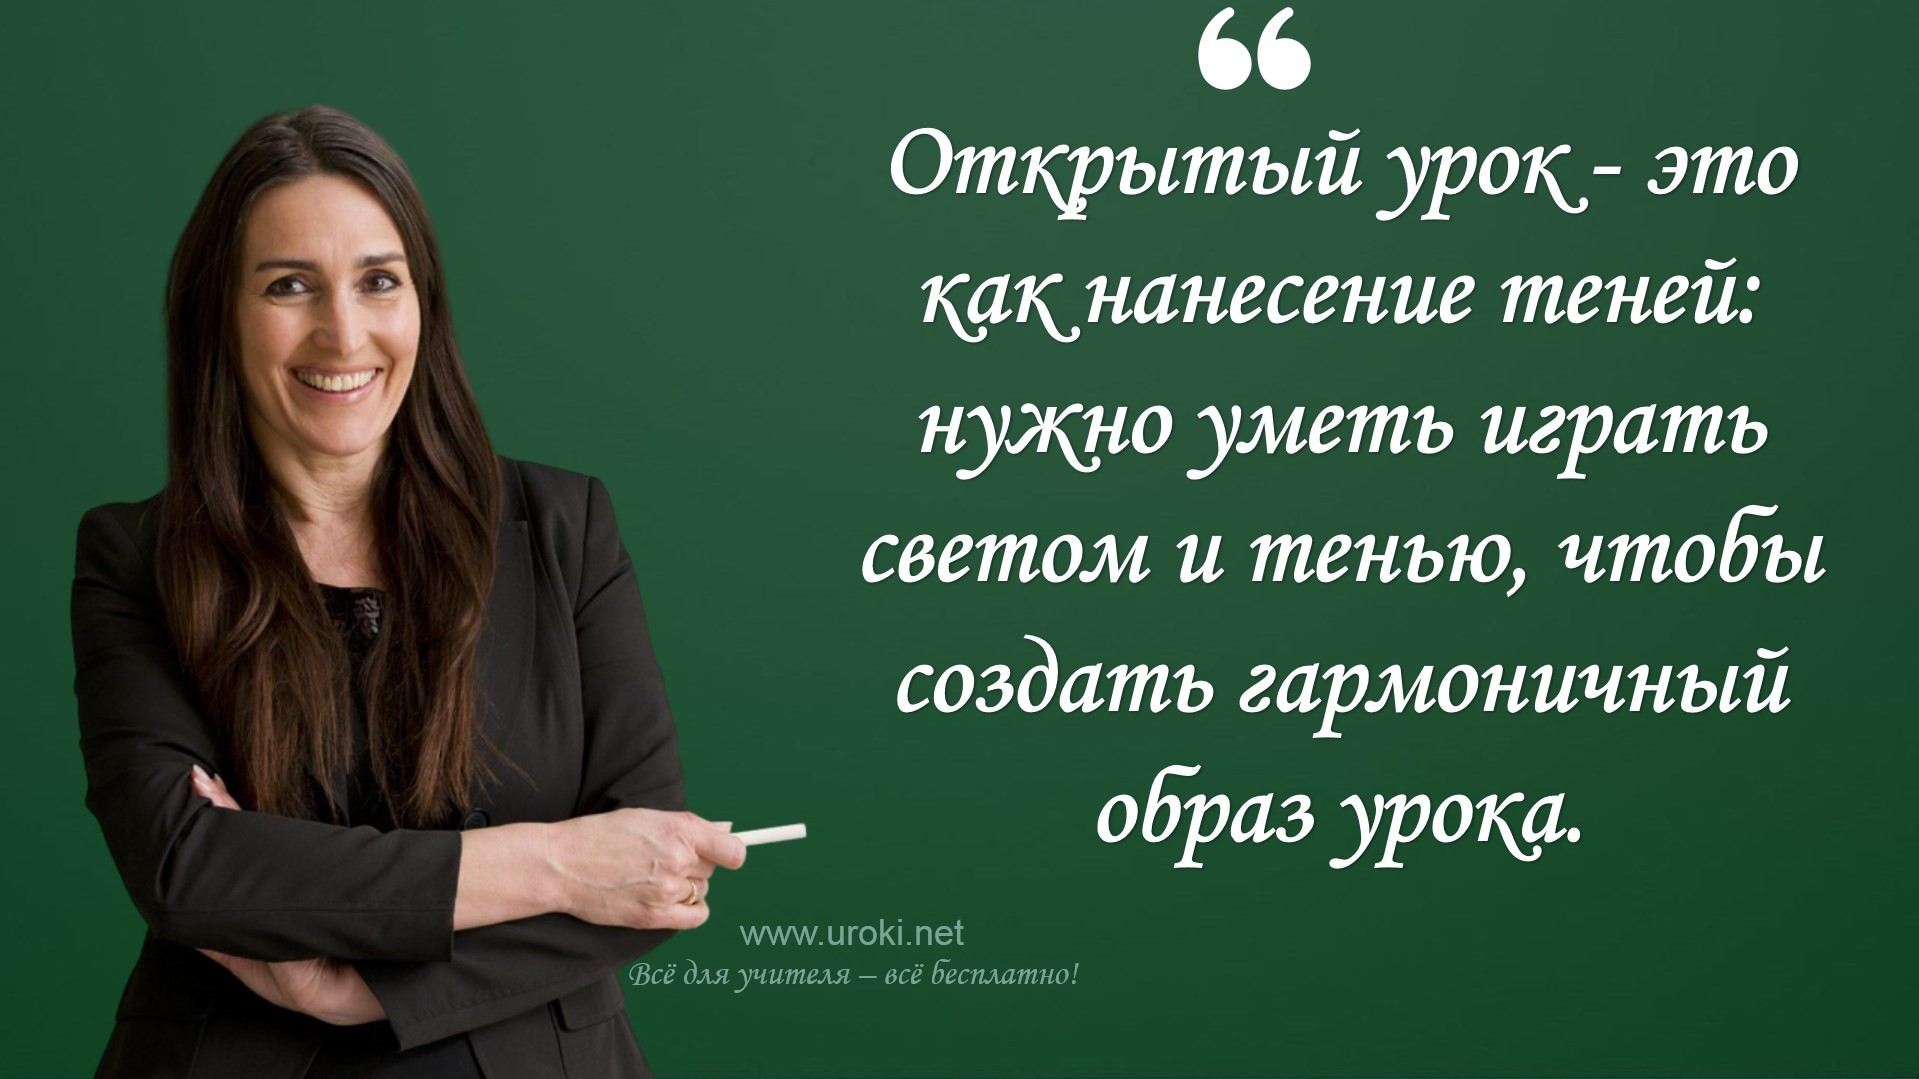 Открытый урок - это
как нанесение теней:
нужно уметь играть
светом и тенью, чтобы
создать гармоничный
образ урока.
www.uroki.net
Всё для учителя – всё бесплатно!